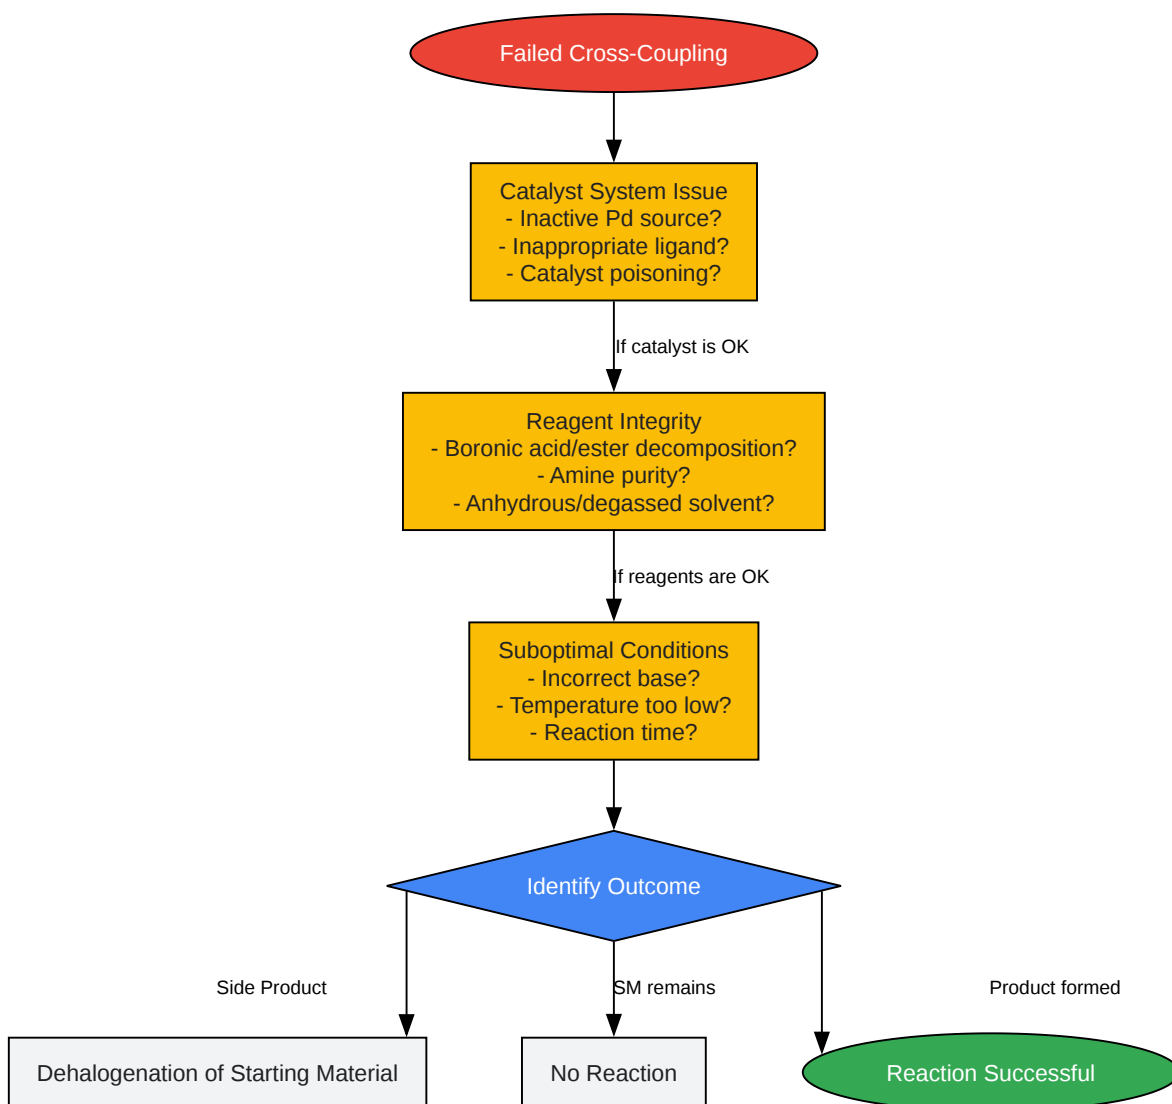 Failed Cross-Coupling
Catalyst System Issue
- Inactive Pd source?
- Inappropriate ligand?
- Catalyst poisoning?
If catalyst is OK
Reagent Integrity
- Boronic acid/ester decomposition?
- Amine purity?
- Anhydrous/degassed solvent?
If reagents are OK
Suboptimal Conditions
- Incorrect base?
- Temperature too low?
- Reaction time?
Identify Outcome
Side Product
SM remains
Product formed
Dehalogenation of Starting Material
No Reaction
Reaction Successful